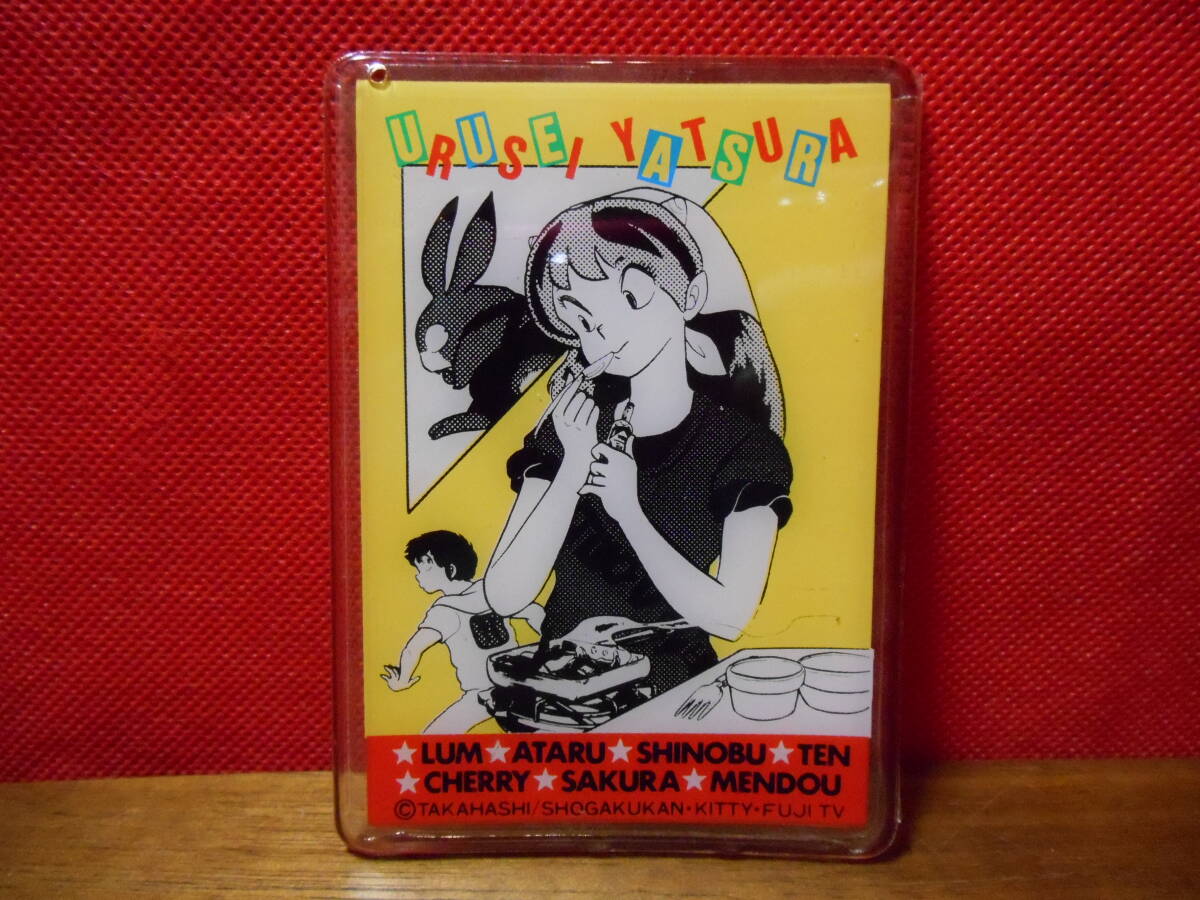 URUSEI YATSURA
★LUM★ATARU★SHINOBU★TEN
★CHERRY★SAKURA★MENDOU
©TAKAHASHI/SHOGAKUKAN・KITTY・FUJI TV